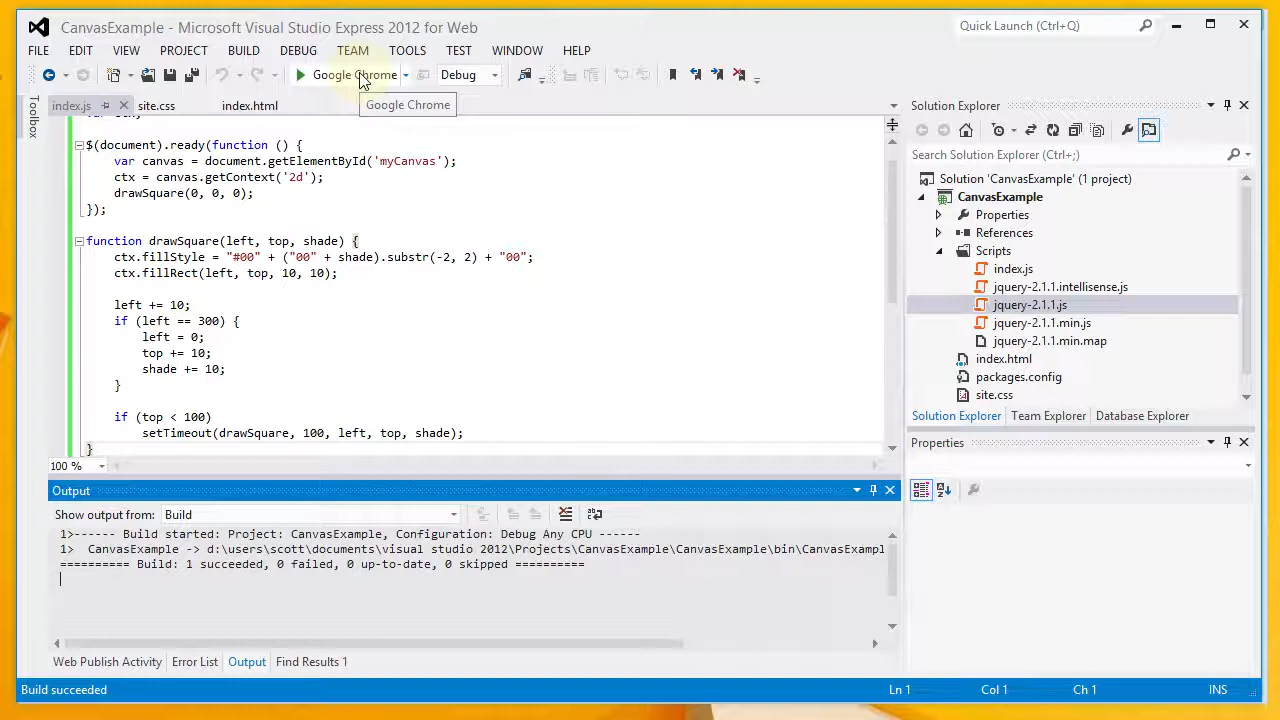 CanvasExample - Microsoft Visual Studio Express 2012 for Web
Quick Launch (Ctrl+Q)
FILE EDIT VIEW PROJECT BUILD DEBUG TEAM TOOLS TEST WINDOW HELP
Google Chrome Debug
Google Chrome
Toolbox
index.js site.css index.html
$(document).ready(function () {
var canvas = document.getElementById('myCanvas');
ctx = canvas.getContext('2d');
drawSquare(0, 0, 0);
});
function drawSquare(left, top, shade) {
ctx.fillStyle = "#00" + ("00" + shade).substr(-2, 2) + "00";
ctx.fillRect(left, top, 10, 10);
left += 10;
if (left == 300) {
left = 0;
top += 10;
shade += 10;
}
if (top < 100)
setTimeout(drawSquare, 100, left, top, shade);
}
100 %
Solution Explorer
Search Solution Explorer (Ctrl+;)
Solution 'CanvasExample' (1 project)
CanvasExample
Properties
References
Scripts
index.js
jquery-2.1.1.intellisense.js
jquery-2.1.1.js
jquery-2.1.1.min.js
jquery-2.1.1.min.map
index.html
packages.config
site.css
Solution Explorer Team Explorer Database Explorer
Properties
Output
Show output from: Build
1>------ Build started: Project: CanvasExample, Configuration: Debug Any CPU ------
1>  CanvasExample -> d:\users\scott\documents\visual studio 2012\Projects\CanvasExample\CanvasExample\bin\CanvasExampl
========== Build: 1 succeeded, 0 failed, 0 up-to-date, 0 skipped ==========
Web Publish Activity Error List Output Find Results 1
Build succeeded
Ln 1 Col 1 Ch 1 INS